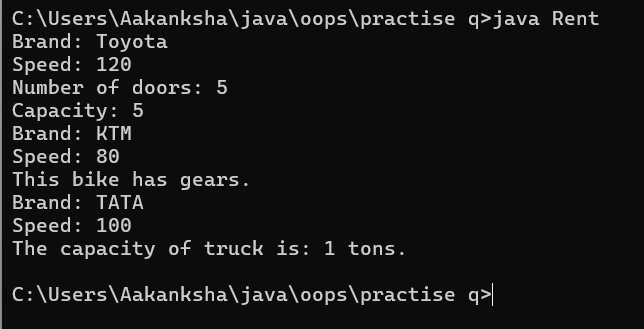 C:\Users\Aakanksha\java\oops\practise q>java Rent
Brand: Toyota
Speed: 120
Number of doors: 5
Capacity: 5
Brand: KTM
Speed: 80
This bike has gears.
Brand: TATA
Speed: 100
The capacity of truck is: 1 tons.
C:\Users\Aakanksha\java\oops\practise q>